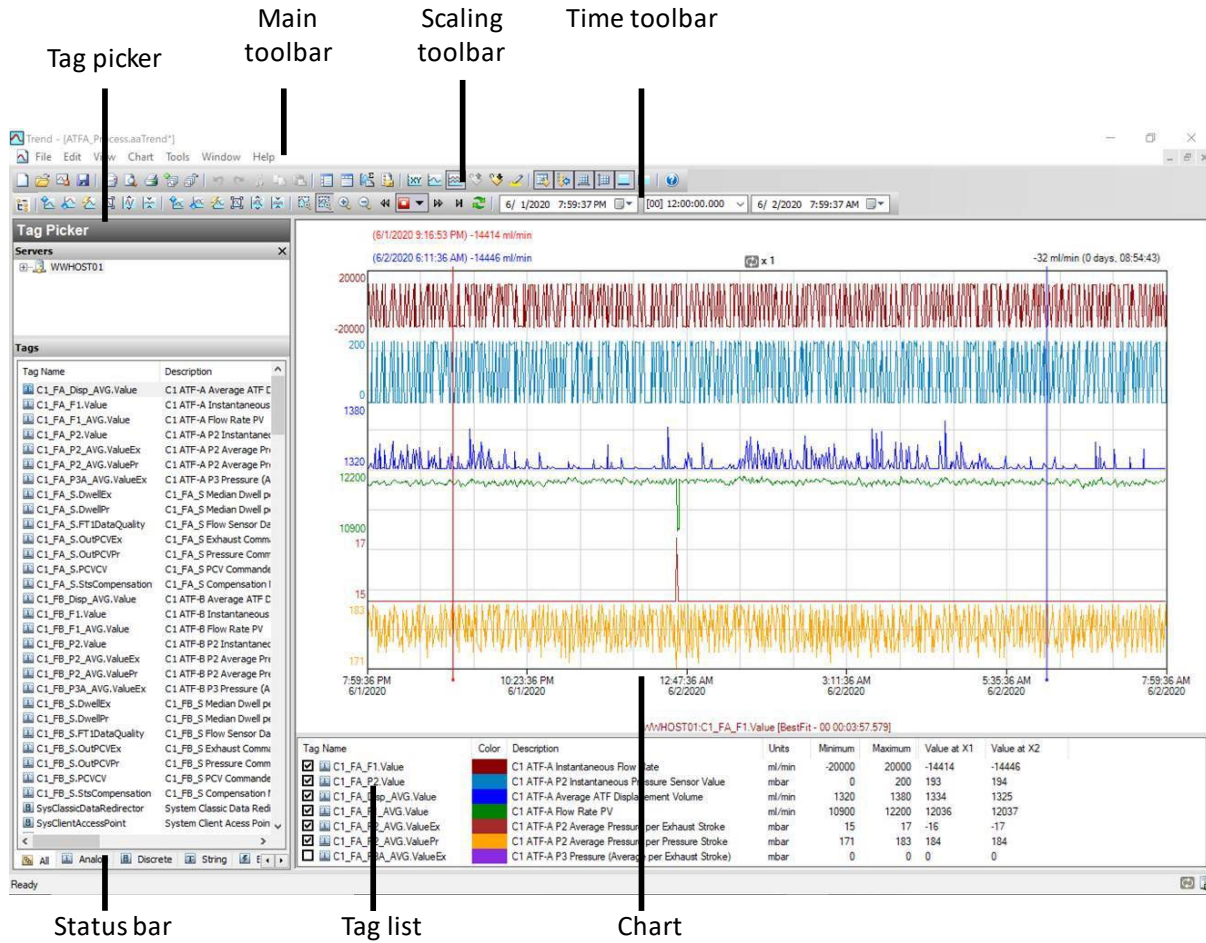 Main toolbar
Scaling toolbar
Time toolbar
Tag picker
Trend - [ATFA_Process.aaTrend*]
File Edit View Chart Tools Window Help
6/ 1/2020 7:59:37 PM [00] 12:00:00.000 6/ 2/2020 7:59:37 AM
Tag Picker
Servers
WWHOST01
Tags
Tag Name Description
C1_FA_Disp_AVG.Value C1 ATF-A Average ATF D
C1_FA_F1.Value C1 ATF-A Instantaneous
C1_FA_F1_AVG.Value C1 ATF-A Flow Rate PV
C1_FA_P2.Value C1 ATF-A P2 Instantanec
C1_FA_P2_AVG.ValueEx C1 ATF-A P2 Average Pre
C1_FA_P2_AVG.ValuePr C1 ATF-A P2 Average Pre
C1_FA_P3A_AVG.ValueEx C1 ATF-A P3 Pressure (A
C1_FA_S.DwellEx C1_FA_S Median Dwell pe
C1_FA_S.DwellPr C1_FA_S Median Dwell pe
C1_FA_S.FT1DataQuality C1_FA_S Flow Sensor Da
C1_FA_S.OutPCVEx C1_FA_S Exhaust Comma
C1_FA_S.OutPCVPr C1_FA_S Pressure Comm
C1_FA_S.PCVCV C1_FA_S PCV Commande
C1_FA_S.StsCompensation C1_FA_S Compensation I
C1_FB_Disp_AVG.Value C1 ATF-B Average ATF D
C1_FB_F1.Value C1 ATF-B Instantaneous
C1_FB_F1_AVG.Value C1 ATF-B Flow Rate PV
C1_FB_P2.Value C1 ATF-B P2 Instantanec
C1_FB_P2_AVG.ValueEx C1 ATF-B P2 Average Pre
C1_FB_P2_AVG.ValuePr C1 ATF-B P2 Average Pre
C1_FB_P3A_AVG.ValueEx C1 ATF-B P3 Pressure (A
C1_FB_S.DwellEx C1_FB_S Median Dwell pe
C1_FB_S.DwellPr C1_FB_S Median Dwell pe
C1_FB_S.FT1DataQuality C1_FB_S Flow Sensor Da
C1_FB_S.OutPCVEx C1_FB_S Exhaust Comma
C1_FB_S.OutPCVPr C1_FB_S Pressure Comm
C1_FB_S.PCVCV C1_FB_S PCV Commande
C1_FB_S.StsCompensation C1_FB_S Compensation I
SysClassicDataRedirector System Classic Data Redi
SysClientAccessPoint System Client Acess Poin
All Analog Discrete String E
Ready
(6/1/2020 9:16:53 PM) -14414 ml/min
(6/2/2020 6:11:36 AM) -14446 ml/min x 1 -32 ml/min (0 days, 08:54:43)
20000
-20000
200
0
1380
1320
12200
10900
17
15
183
171
7:59:36 PM 10:23:36 PM 12:47:36 AM 3:11:36 AM 5:35:36 AM 7:59:36 AM
6/1/2020 6/1/2020 6/2/2020 6/2/2020 6/2/2020 6/2/2020
WWHOST01:C1_FA_F1.Value [BestFit - 00 00:03:57.579]
Tag Name Color Description Units Minimum Maximum Value at X1 Value at X2
C1_FA_F1.Value C1 ATF-A Instantaneous Flow Rate ml/min -20000 20000 -14414 -14446
C1_FA_P2.Value C1 ATF-A P2 Instantaneous Pressure Sensor Value mbar 0 200 193 194
C1_FA_Disp_AVG.Value C1 ATF-A Average ATF Displacement Volume ml/min 1320 1380 1334 1325
C1_FA_F1_AVG.Value C1 ATF-A Flow Rate PV ml/min 10900 12200 12036 12037
C1_FA_P2_AVG.ValueEx C1 ATF-A P2 Average Pressure per Exhaust Stroke mbar 15 17 -16 -17
C1_FA_P2_AVG.ValuePr C1 ATF-A P2 Average Pressure per Pressure Stroke mbar 171 183 184 184
C1_FA_P3A_AVG.ValueEx C1 ATF-A P3 Pressure (Average per Exhaust Stroke) mbar 0 0 0 0
Status bar
Tag list
Chart